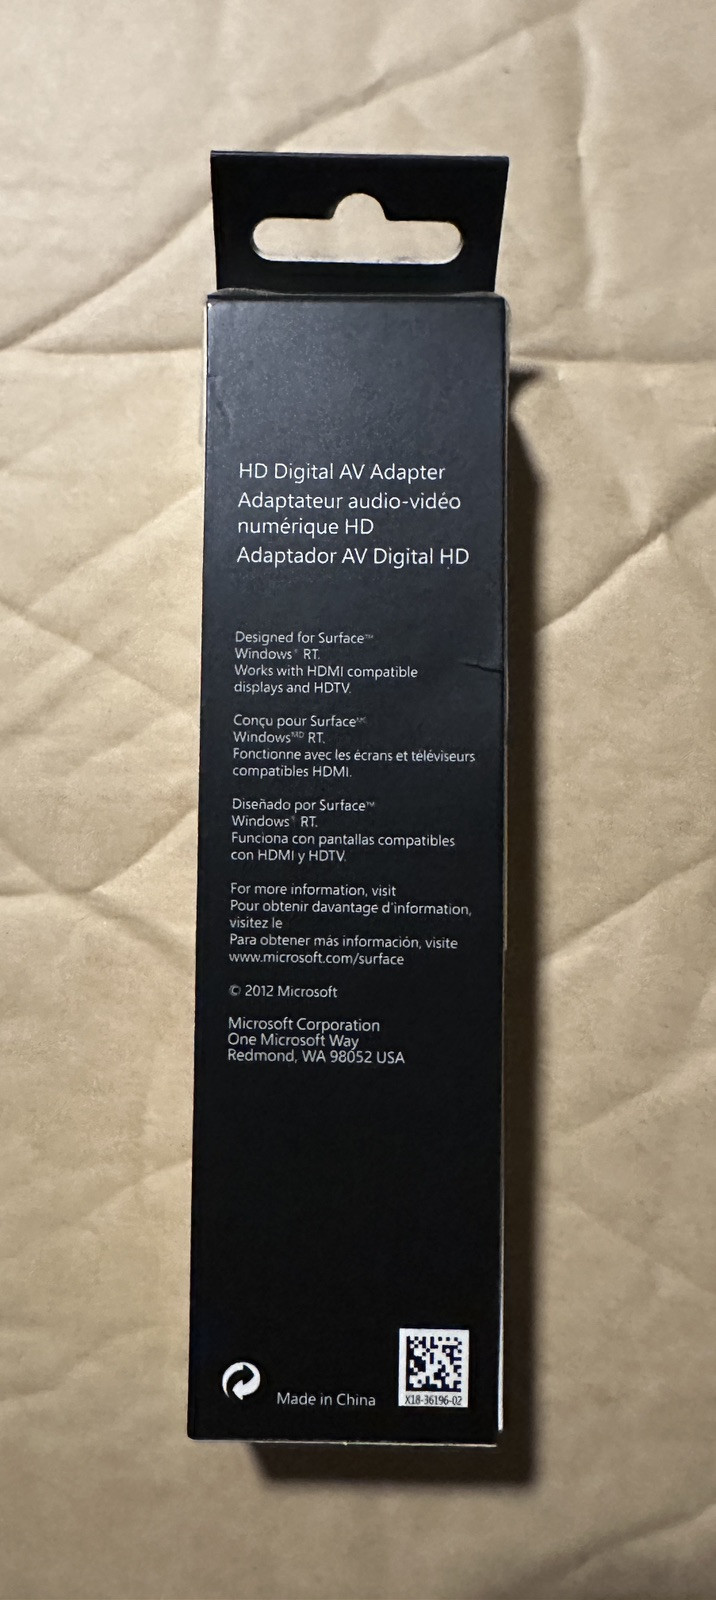 HD Digital AV Adapter
Adaptateur audio-vidéo
numérique HD
Adaptador AV Digital HD
Designed for Surface™
Windows® RT.
Works with HDMI compatible
displays and HDTV.
Conçu pour Surface🅪
Windowsᴹᴰ RT.
Fonctionne avec les écrans et téléviseurs
compatibles HDMI.
Diseñado por Surface™
Windows® RT.
Funciona con pantallas compatibles
con HDMI y HDTV.
For more information, visit
Pour obtenir davantage d'information,
visitez le
Para obtener más información, visite
www.microsoft.com/surface
© 2012 Microsoft
Microsoft Corporation
One Microsoft Way
Redmond, WA 98052 USA
Made in China
X18-36196-02